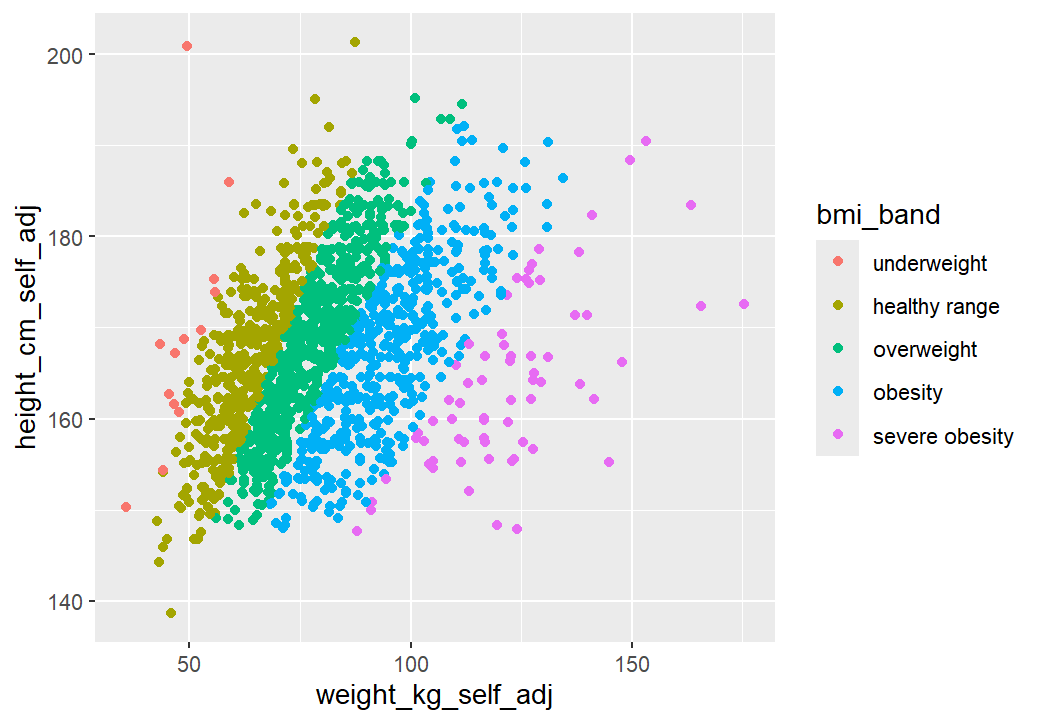 200
180
160
140
height_cm_self_adj
50
100
150
weight_kg_self_adj
bmi_band
underweight
healthy range
overweight
obesity
severe obesity